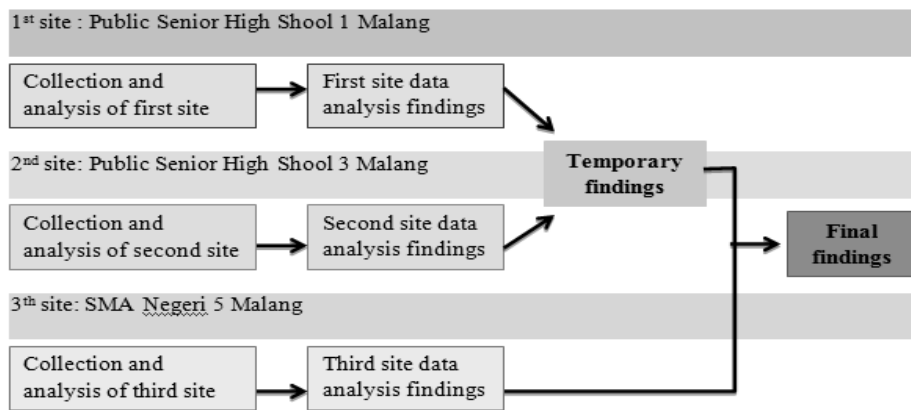 1st site : Public Senior High Shool 1 Malang
Collection and
analysis of first site
First site data
analysis findings
2nd site: Public Senior High Shool 3 Malang
Temporary
findings
Collection and
analysis of second site
Second site data
analysis findings
Final
findings
3th site: SMA Negeri 5 Malang
Collection and
analysis of third site
Third site data
analysis findings